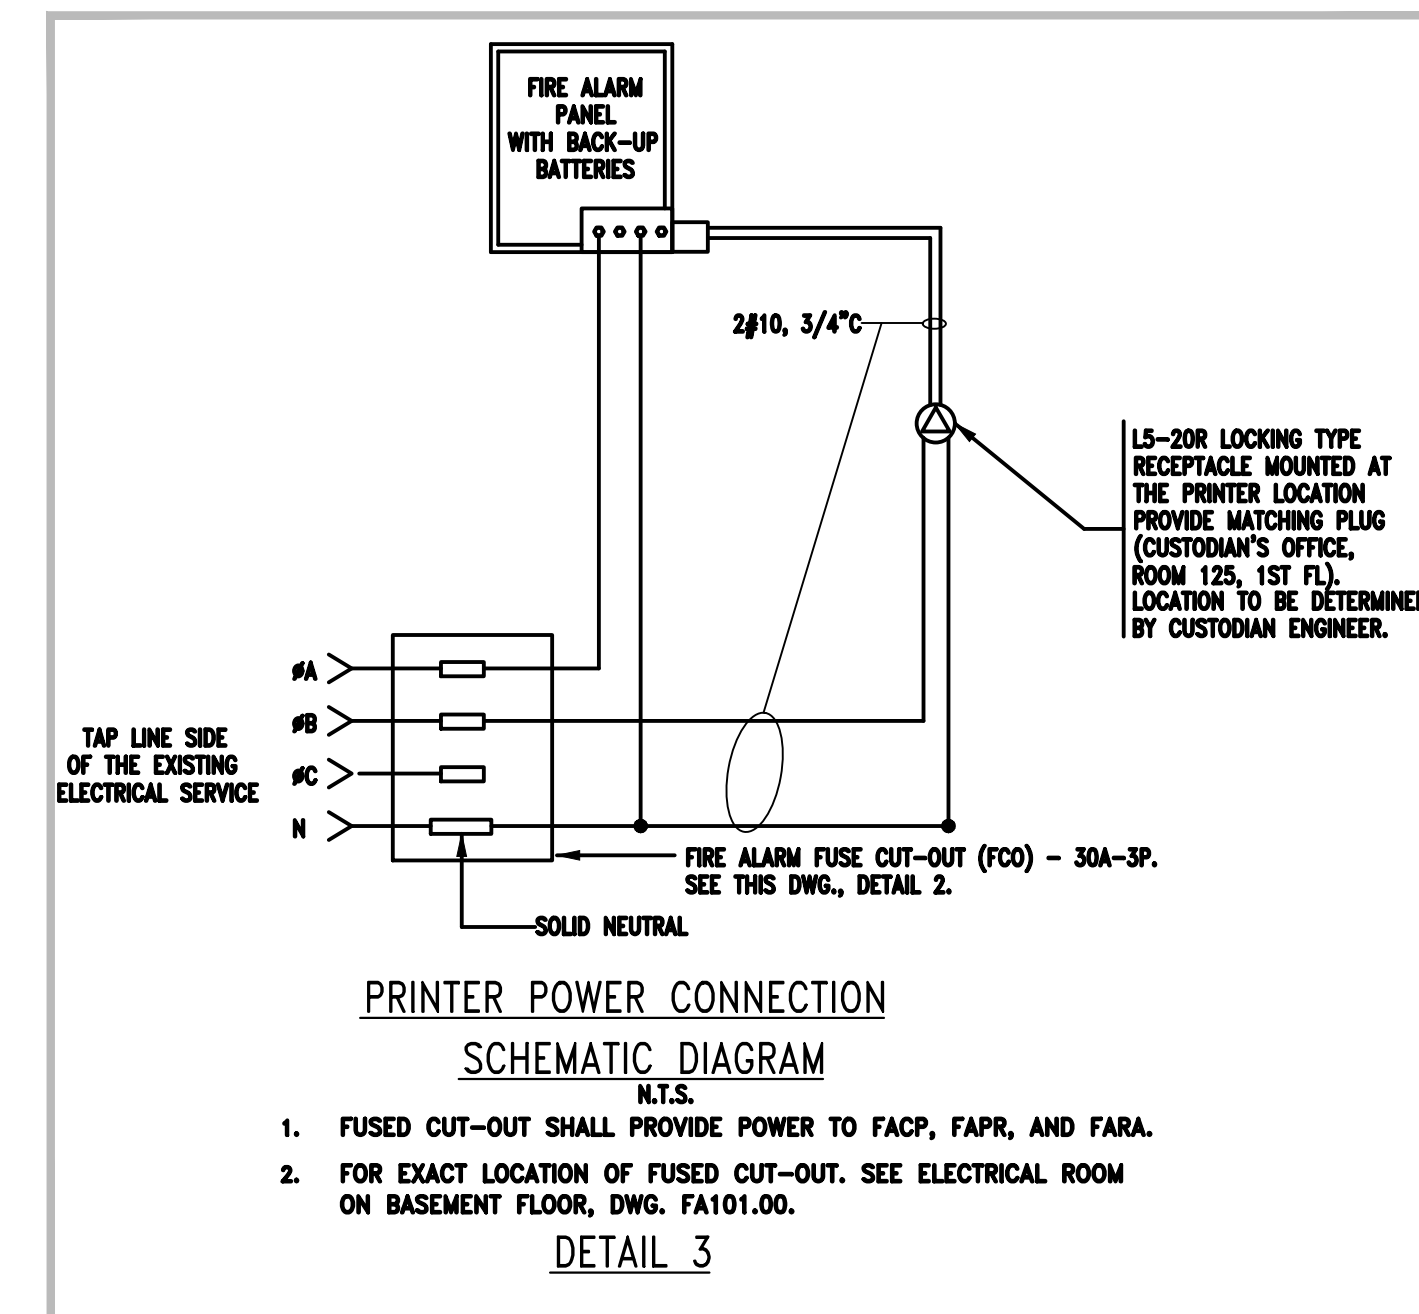 FIRE ALARM
PANEL
WITH BACK-UP
BATTERIES
2#10, 3/4"C
L5-20R LOCKING TYPE
RECEPTACLE MOUNTED AT
THE PRINTER LOCATION
PROVIDE MATCHING PLUG
(CUSTODIAN'S OFFICE,
ROOM 125, 1ST FL).
LOCATION TO BE DETERMINED
BY CUSTODIAN ENGINEER.
TAP LINE SIDE
OF THE EXISTING
ELECTRICAL SERVICE
øA
øB
øC
N
FIRE ALARM FUSE CUT-OUT (FCO) - 30A-3P.
SEE THIS DWG., DETAIL 2.
SOLID NEUTRAL
PRINTER POWER CONNECTION
SCHEMATIC DIAGRAM
N.T.S.
1. FUSED CUT-OUT SHALL PROVIDE POWER TO FACP, FAPR, AND FARA.
2. FOR EXACT LOCATION OF FUSED CUT-OUT. SEE ELECTRICAL ROOM
ON BASEMENT FLOOR, DWG. FA101.00.
DETAIL 3